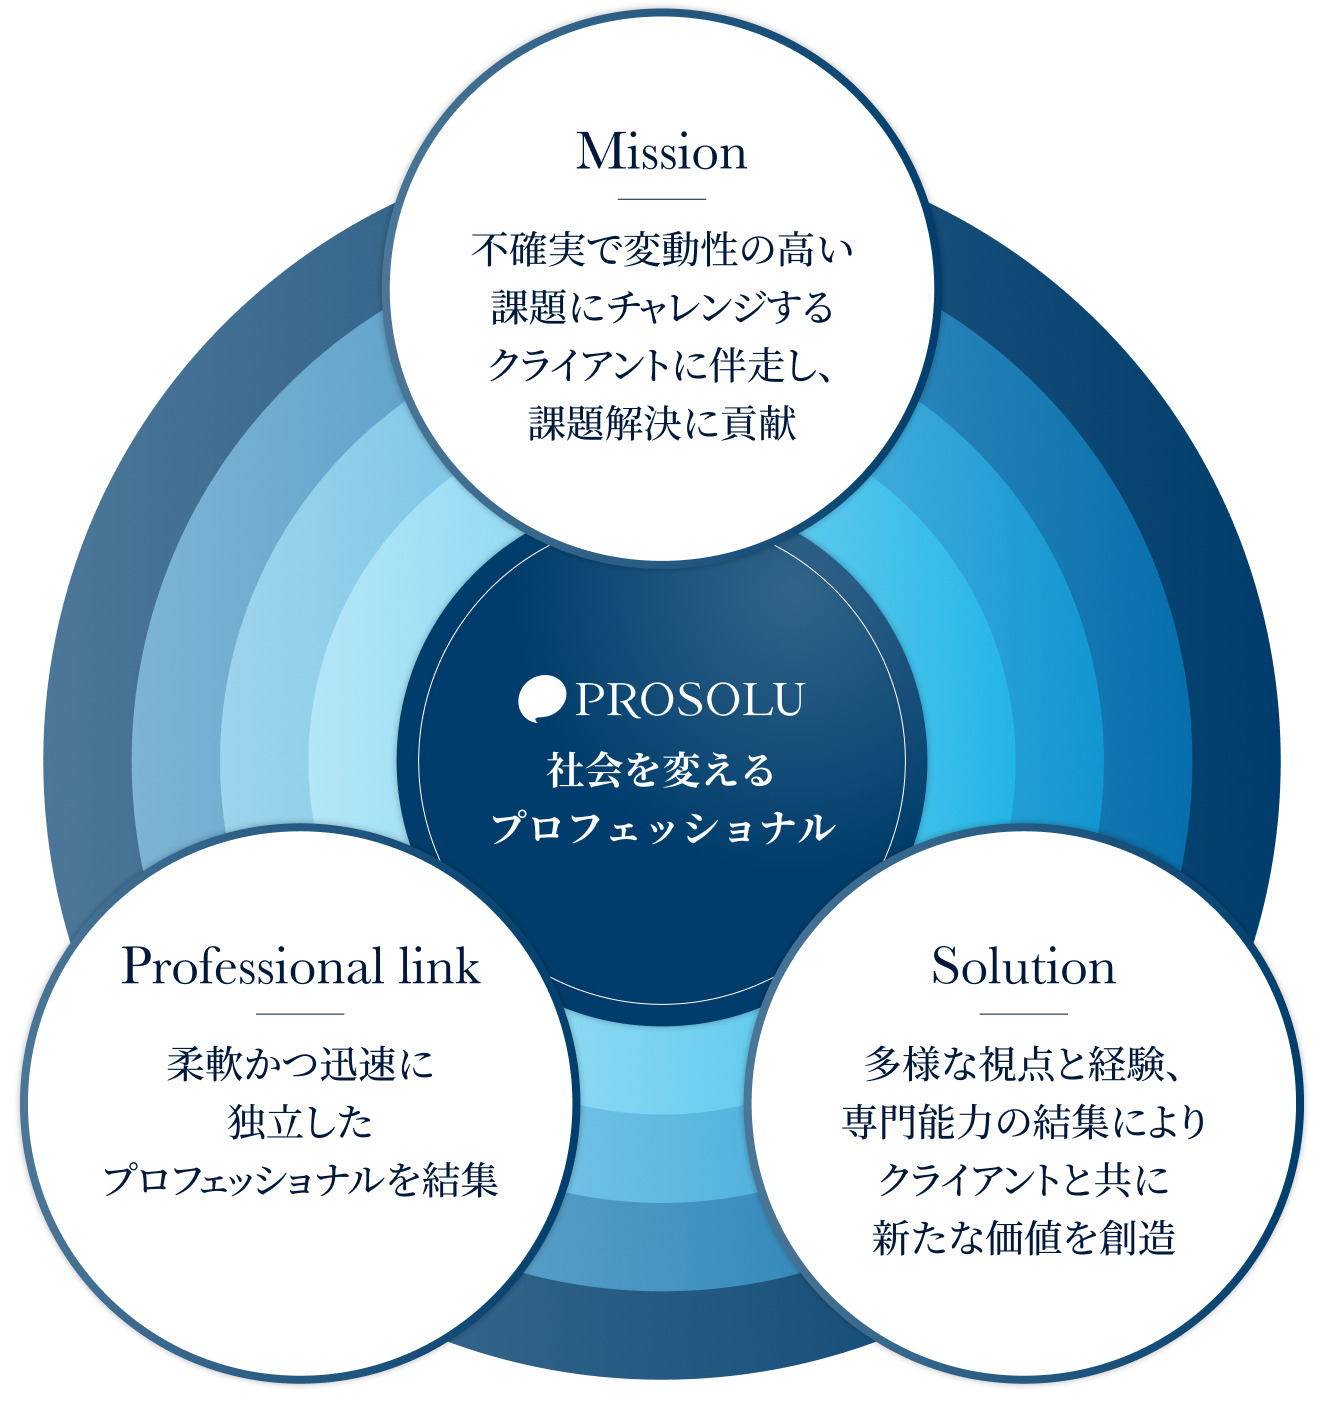 Mission
不確実で変動性の高い
課題にチャレンジする
クライアントに伴走し、
課題解決に貢献
PROSOLU
社会を変える
プロフェッショナル
Professional link
柔軟かつ迅速に
独立した
プロフェッショナルを結集
Solution
多様な視点と経験、
専門能力の結集により
クライアントと共に
新たな価値を創造